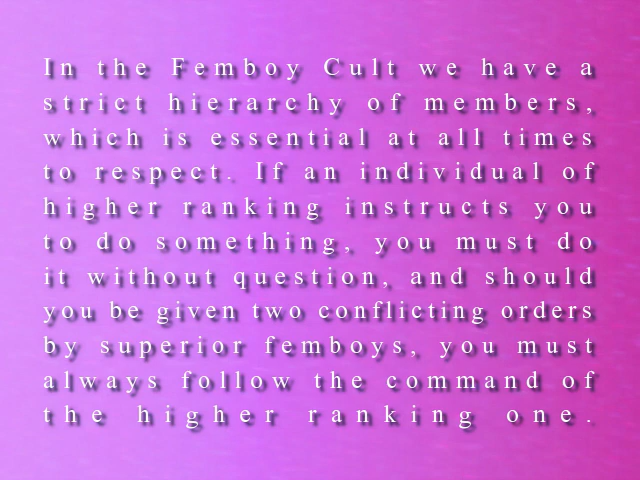 In the Femboy Cult we have a
strict hierarchy of members,
which is essential at all times
to respect. If an individual of
higher ranking instructs you
to do something, you must do
it without question, and should
you be given two conflicting orders
by superior femboys, you must
always follow the command of
the higher ranking one.